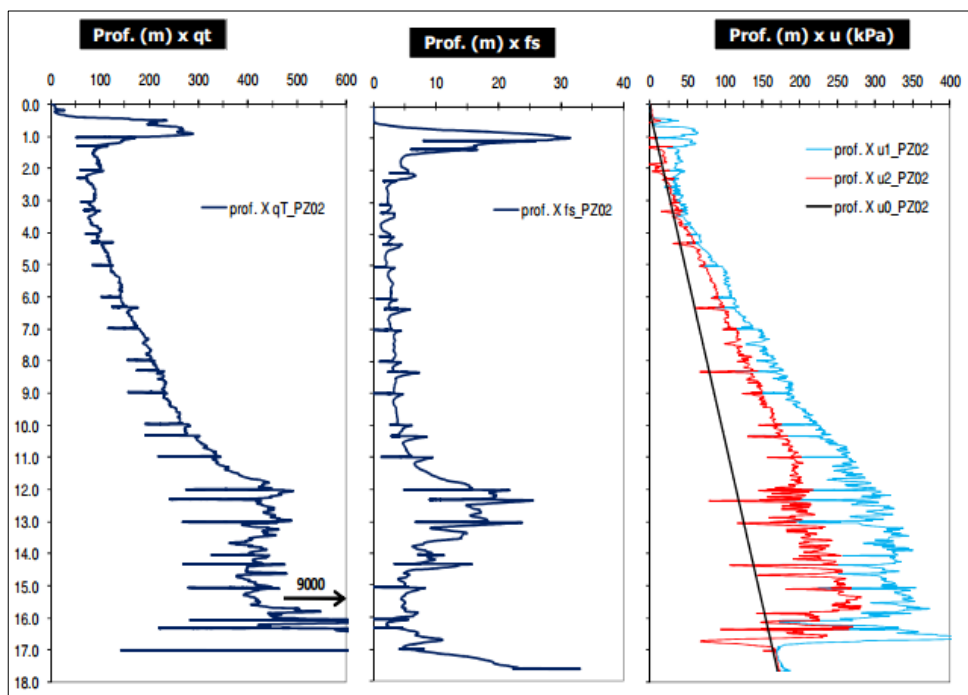 Prof. (m) x qt
Prof. (m) x fs
Prof. (m) x u (kPa)
0 100 200 300 400 500 600
0 10 20 30 40
0 50 100 150 200 250 300 350 400
0.0
1.0
2.0
3.0
4.0
5.0
6.0
7.0
8.0
9.0
10.0
11.0
12.0
13.0
14.0
15.0
16.0
17.0
18.0
prof. X qT_PZ02
9000
prof. X fs_PZ02
prof. X u1_PZ02
prof. X u2_PZ02
prof. X u0_PZ02